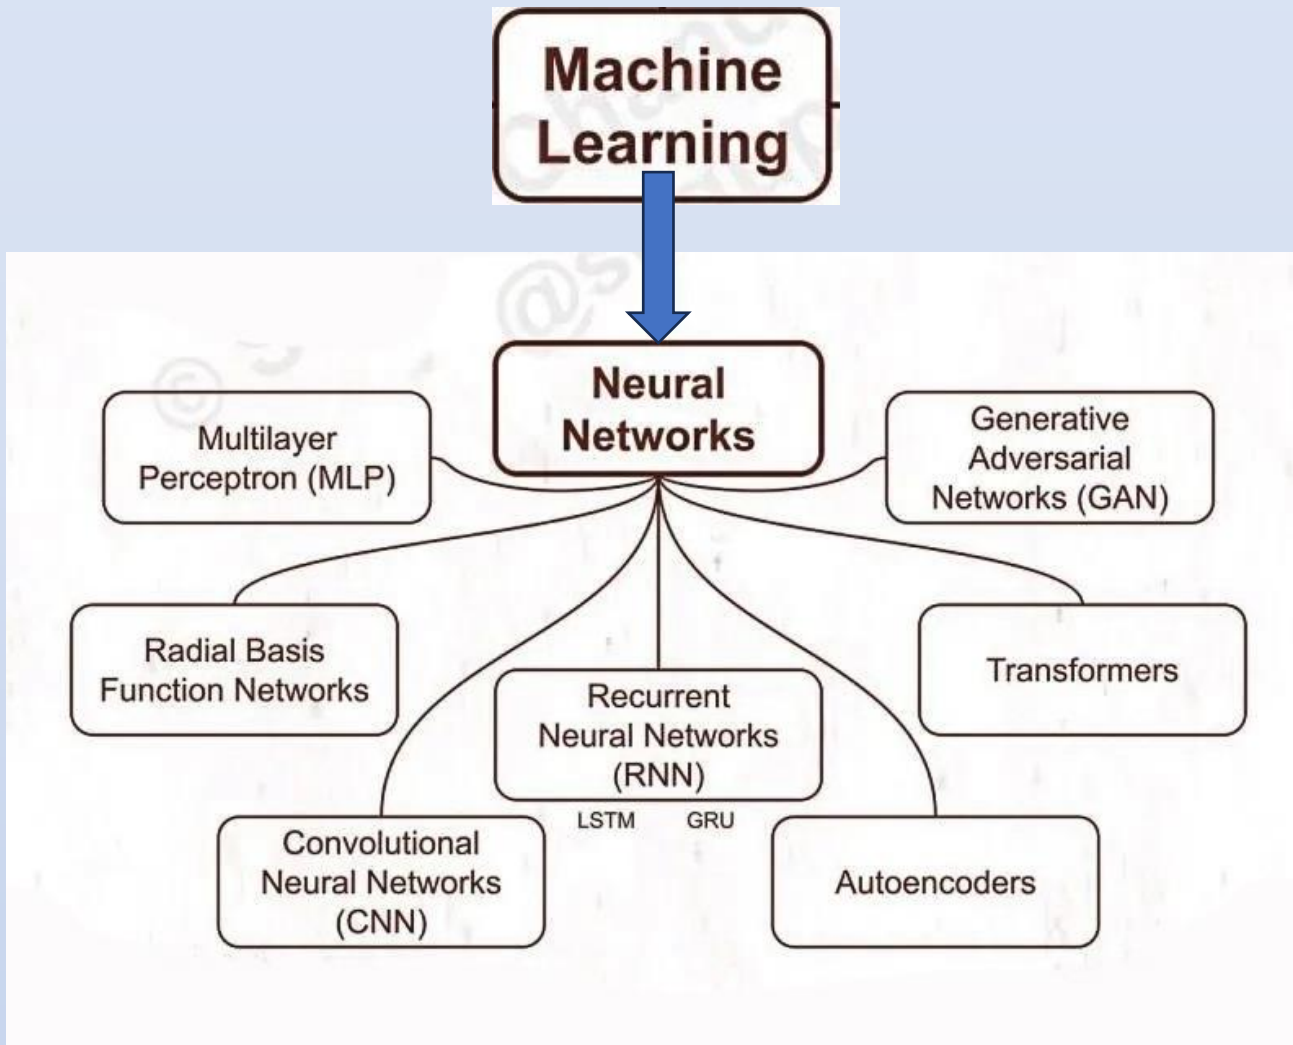 Machine
Learning
Neural
Networks
Multilayer
Perceptron (MLP)
Generative
Adversarial
Networks (GAN)
Radial Basis
Function Networks
Recurrent
Neural Networks
(RNN)
LSTM GRU
Transformers
Convolutional
Neural Networks
(CNN)
Autoencoders